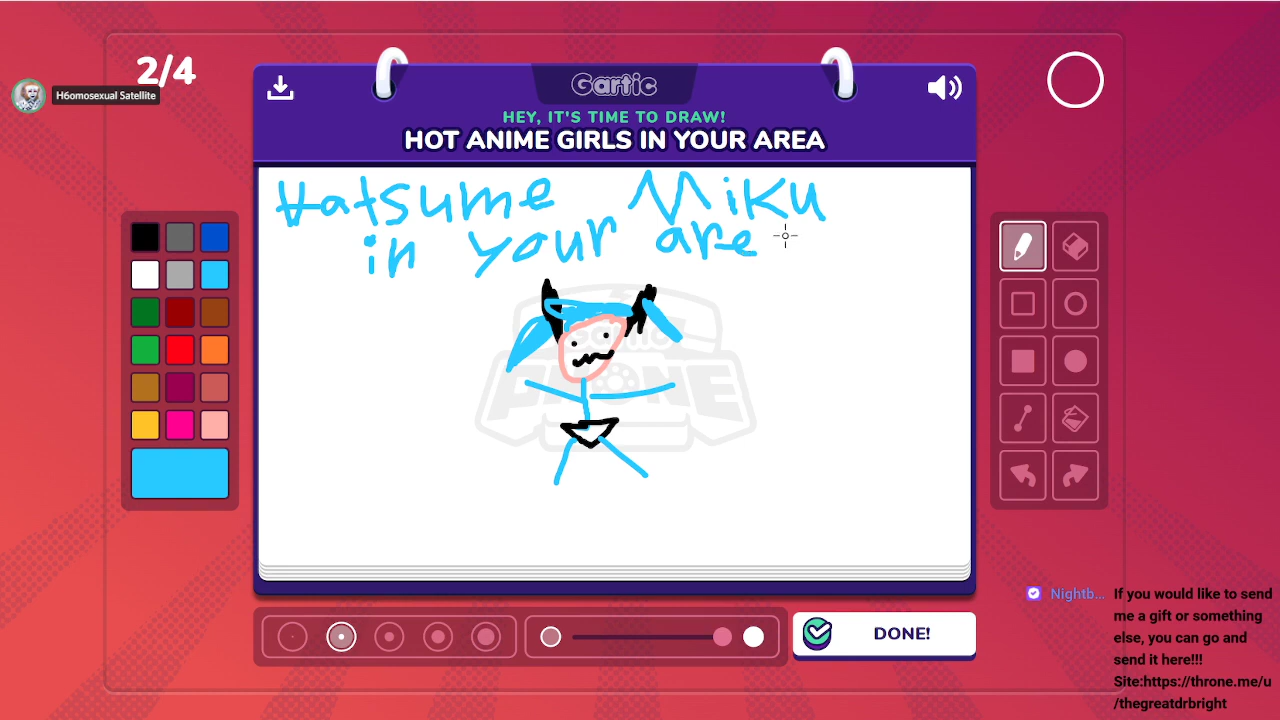 2/4
H6omosexual Satellite
Gartic
HEY, IT'S TIME TO DRAW!
HOT ANIME GIRLS IN YOUR AREA
Hatsume Miku
in your are
Gartic
PHONE
DONE!
Nightb... If you would like to send
me a gift or something
else, you can go and
send it here!!!
Site:https://throne.me/u
/thegreatdrbright